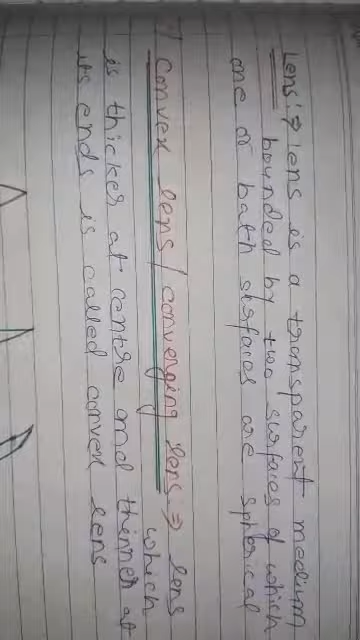 Lens:→ Lens is a transparent medium
bounded by two surfaces of which
one or both surfaces are spherical
Convex lens/converging lens → lens
which
is thicker at centre and thinner at
its ends is called convex lens